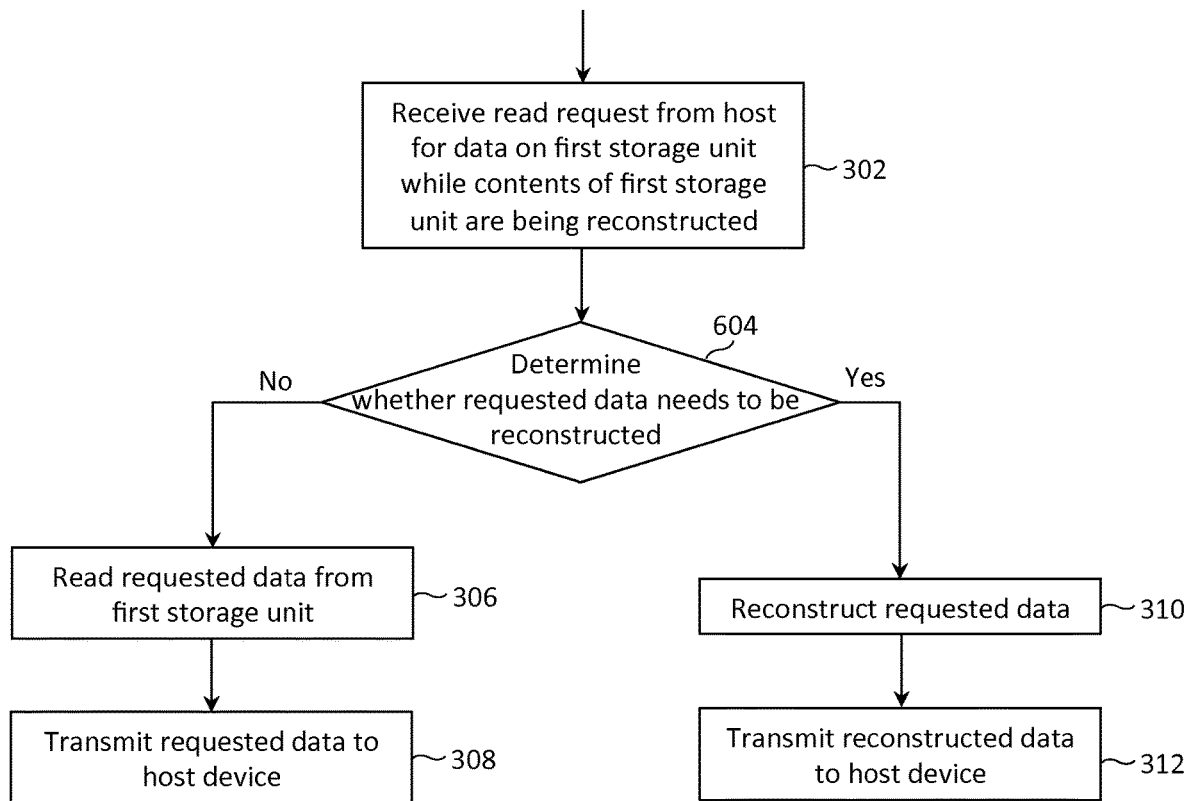 Receive read request from host
for data on first storage unit
while contents of first storage
unit are being reconstructed
302
604
Determine
whether requested data needs to be
reconstructed
No
Yes
Read requested data from
first storage unit
306
Reconstruct requested data
310
Transmit requested data to
host device
308
Transmit reconstructed data
to host device
312